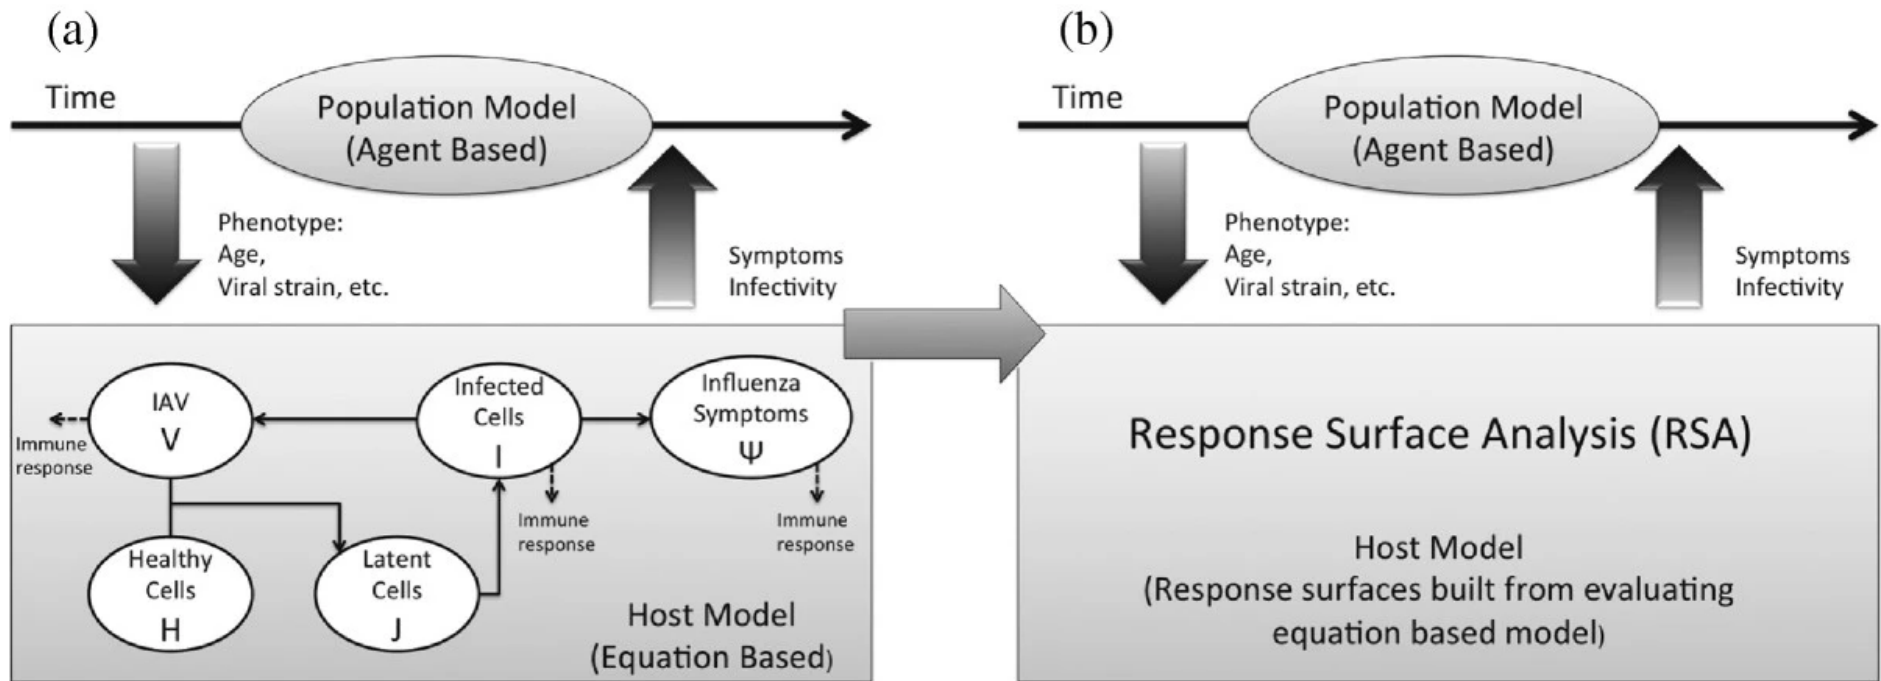 (a)
Time
Population Model
(Agent Based)
Phenotype:
Age,
Viral strain, etc.
Symptoms
Infectivity
IAV
V
Immune
response
Infected
Cells
I
Immune
response
Influenza
Symptoms
Ψ
Immune
response
Healthy
Cells
H
Latent
Cells
J
Host Model
(Equation Based)
(b)
Time
Population Model
(Agent Based)
Phenotype:
Age,
Viral strain, etc.
Symptoms
Infectivity
Response Surface Analysis (RSA)
Host Model
(Response surfaces built from evaluating
equation based model)